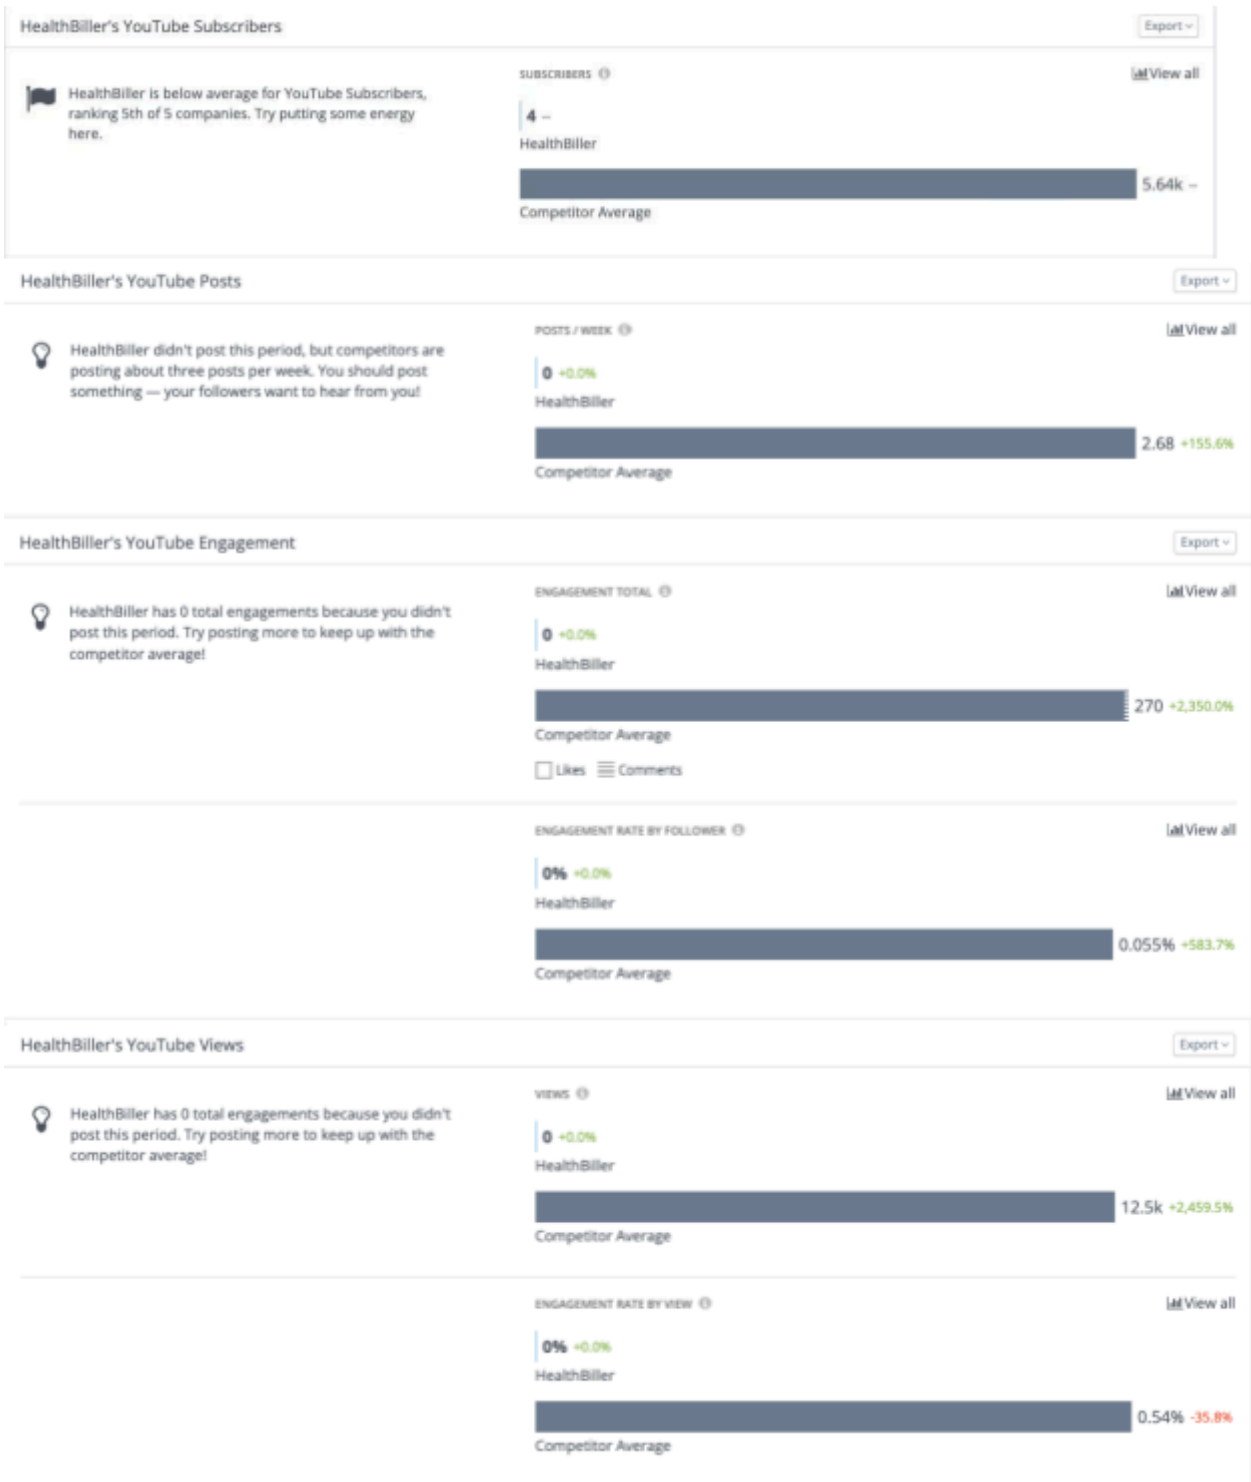 HealthBiller's YouTube Subscribers
Export
HealthBiller is below average for YouTube Subscribers,
ranking 5th of 5 companies. Try putting some energy
here.
SUBSCRIBERS
View all
4 –
HealthBiller
5.64k –
Competitor Average
HealthBiller's YouTube Posts
Export
HealthBiller didn't post this period, but competitors are
posting about three posts per week. You should post
something — your followers want to hear from you!
POSTS / WEEK
View all
0 +0.0%
HealthBiller
2.68 +155.6%
Competitor Average
HealthBiller's YouTube Engagement
Export
HealthBiller has 0 total engagements because you didn't
post this period. Try posting more to keep up with the
competitor average!
ENGAGEMENT TOTAL
View all
0 +0.0%
HealthBiller
270 +2,350.0%
Competitor Average
Likes Comments
ENGAGEMENT RATE BY FOLLOWER
View all
0% +0.0%
HealthBiller
0.055% +583.7%
Competitor Average
HealthBiller's YouTube Views
Export
HealthBiller has 0 total engagements because you didn't
post this period. Try posting more to keep up with the
competitor average!
VIEWS
View all
0 +0.0%
HealthBiller
12.5k +2,459.5%
Competitor Average
ENGAGEMENT RATE BY VIEW
View all
0% +0.0%
HealthBiller
0.54% -35.8%
Competitor Average